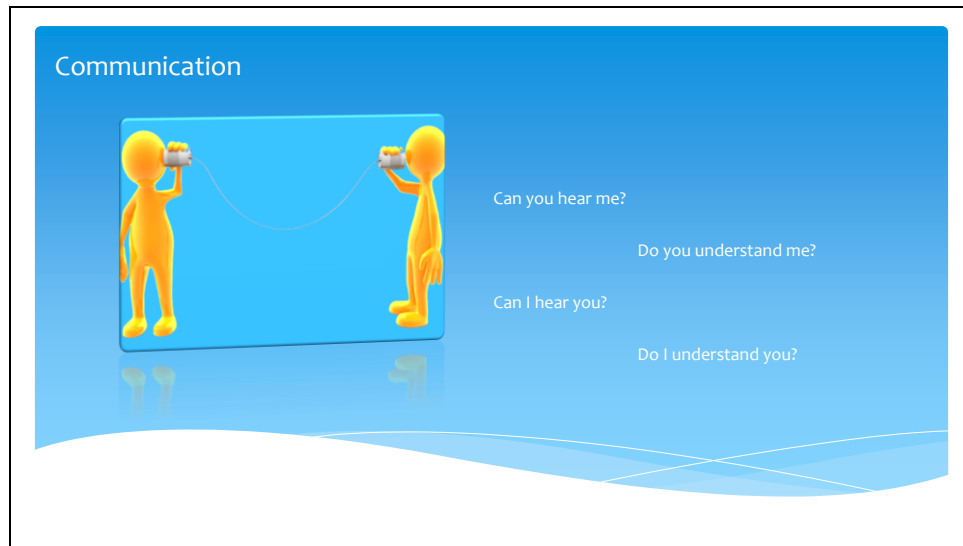 Communication
Can you hear me?
Do you understand me?
Can I hear you?
Do I understand you?